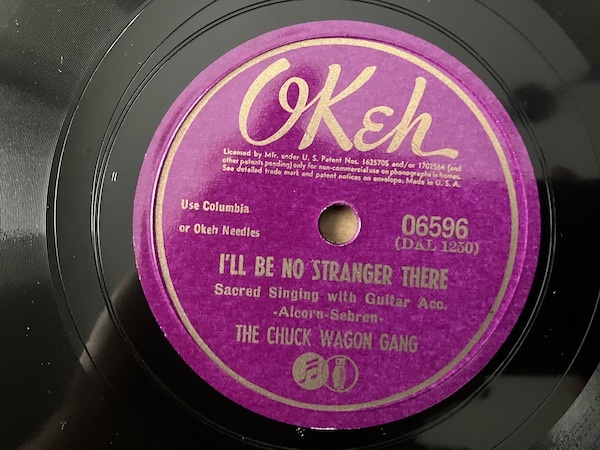 OKeh
Licensed by Mfr. under U. S. Patent Nos. 1625705 and/or 1702564 (and
other patents pending) only for non-commercial use on phonographs in homes.
See detailed trade mark and patent notices on envelope. Made in U. S. A.
Use Columbia
or Okeh Needles
06596
(DAL 1250)
I'LL BE NO STRANGER THERE
Sacred Singing with Guitar Acc.
-Alcorn-Sebren-
THE CHUCK WAGON GANG